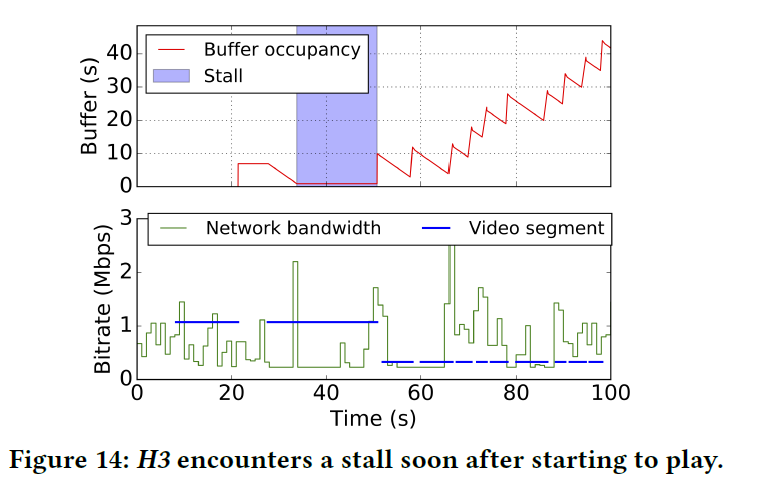 Buffer occupancy
Stall
Buffer (s)
40
30
20
10
0
Network bandwidth
Video segment
Bitrate (Mbps)
3
2
1
0
0 20 40 60 80 100
Time (s)
Figure 14: H3 encounters a stall soon after starting to play.